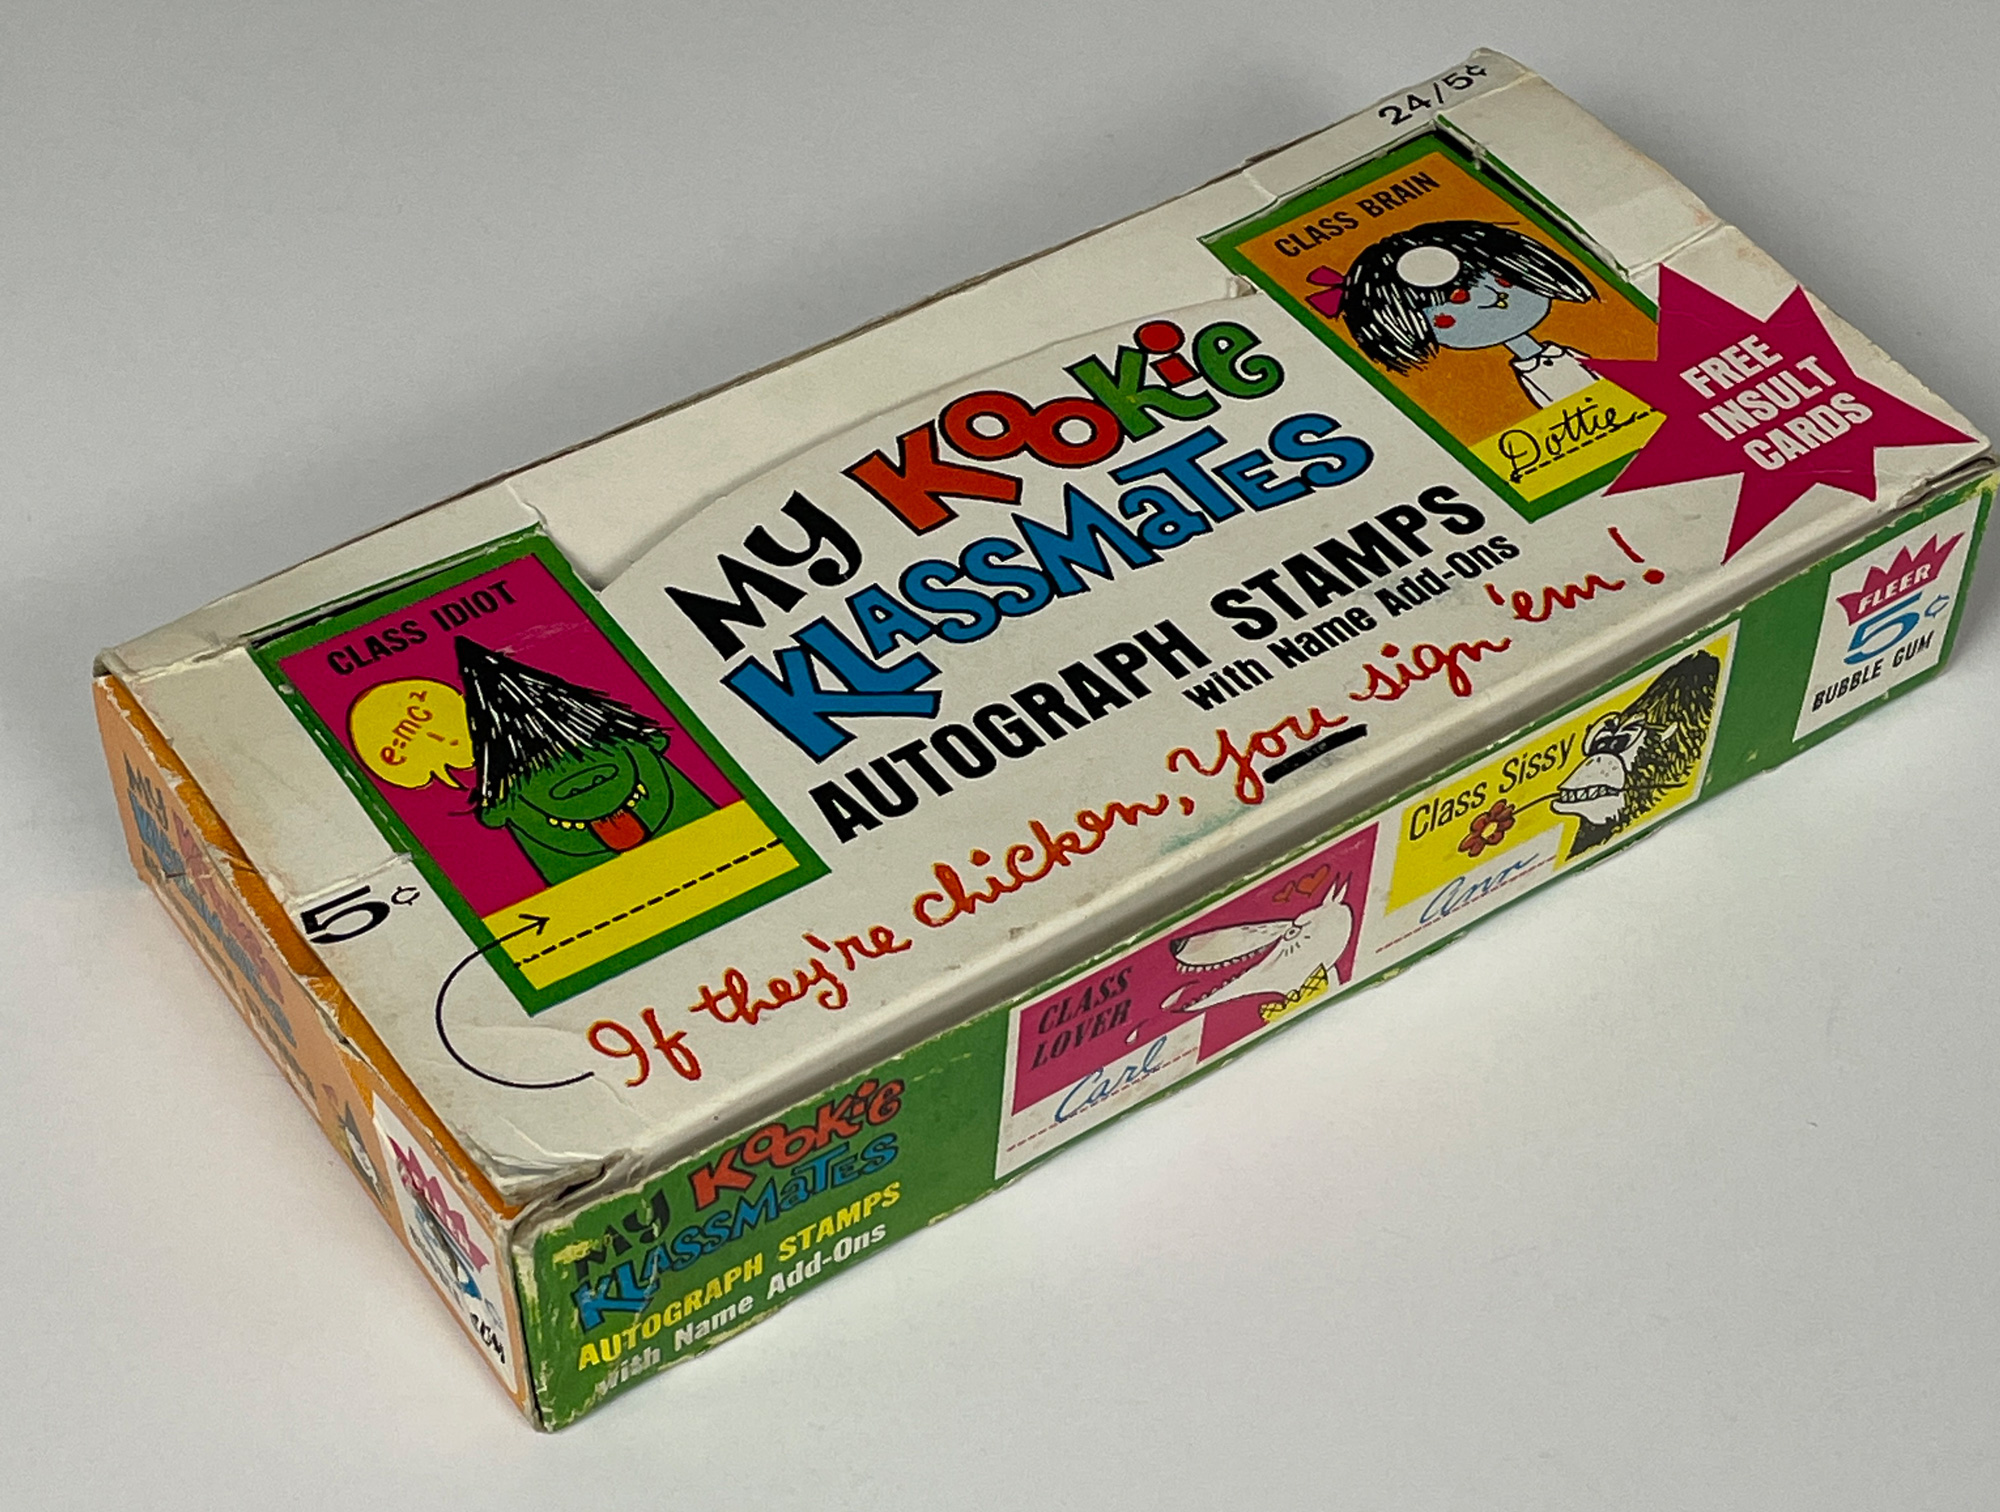 24/5¢
CLASS BRAIN
Dottie
FREE
INSULT
CARDS
MY KOOKiE
KLASSMaTES
AUTOGRAPH STAMPS
with Name Add-Ons
CLASS IDIOT
e=mc²!
5¢
If they're chicken, You sign 'em!
MY KOOKiE
KLASSMaTES
AUTOGRAPH STAMPS
with Name Add-Ons
CLASS
LOVER
Carl
Class Sissy
Ann
FLEER
5¢
BUBBLE GUM
MY